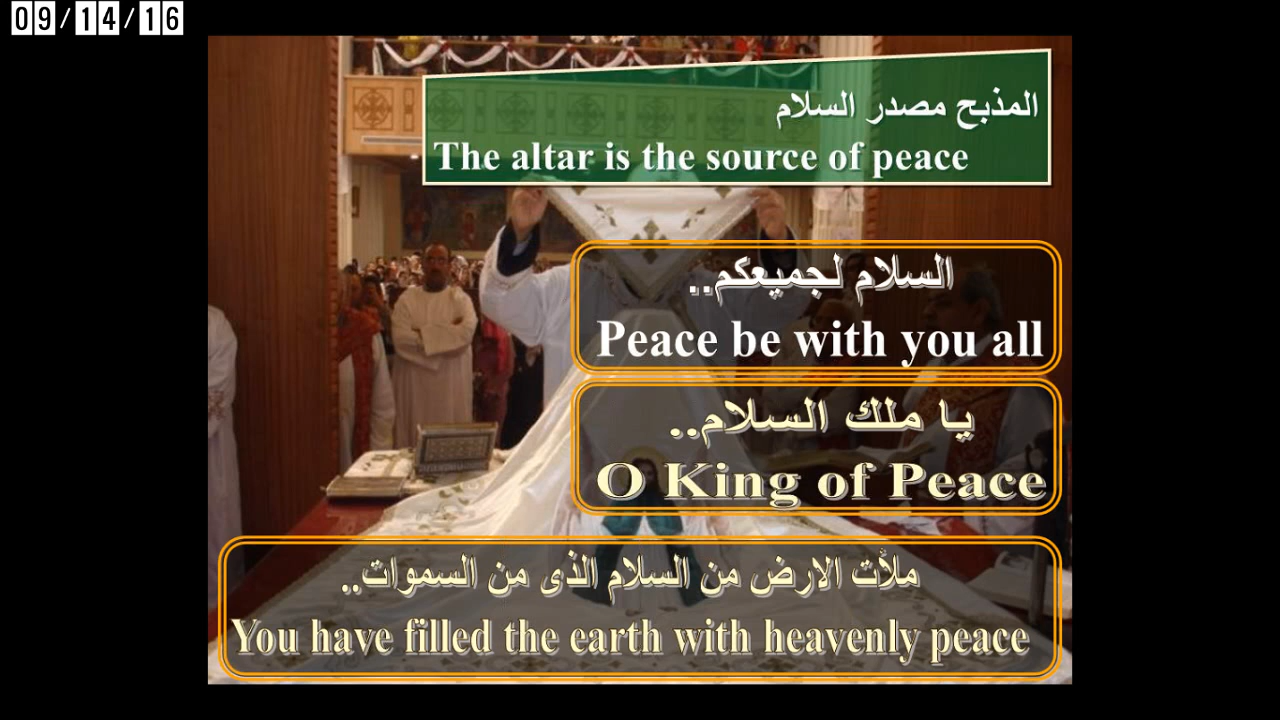 09/14/16
المذبح مصدر السلام
The altar is the source of peace
السلام لجميعكم..
Peace be with you all
يا ملك السلام..
O King of Peace
ملأت الارض من السلام الذى من السموات..
You have filled the earth with heavenly peace